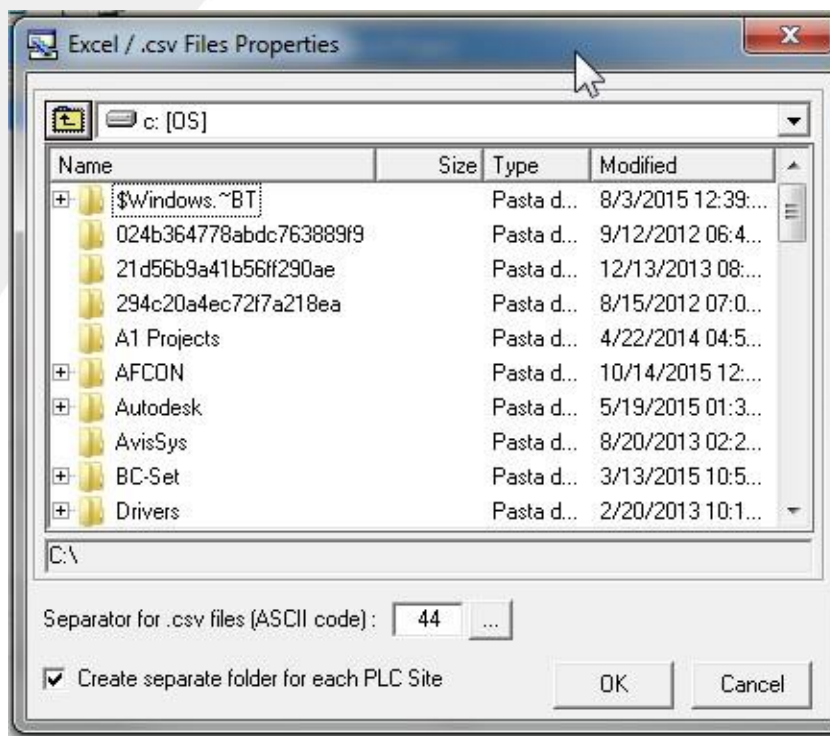 Excel / .csv Files Properties
c: [OS]
Name Size Type Modified
$Windows.~BT Pasta d... 8/3/2015 12:39:...
024b364778abdc763889f9 Pasta d... 9/12/2012 06:4...
21d56b9a41b56ff290ae Pasta d... 12/13/2013 08:...
294c20a4ec72f7a218ea Pasta d... 8/15/2012 07:0...
A1 Projects Pasta d... 4/22/2014 04:5...
AFCON Pasta d... 10/14/2015 12:...
Autodesk Pasta d... 5/19/2015 01:3...
AvisSys Pasta d... 8/20/2013 02:2...
BC-Set Pasta d... 3/13/2015 10:5...
Drivers Pasta d... 2/20/2013 10:1...
C:\
Separator for .csv files (ASCII code) : 44 ...
Create separate folder for each PLC Site
OK Cancel